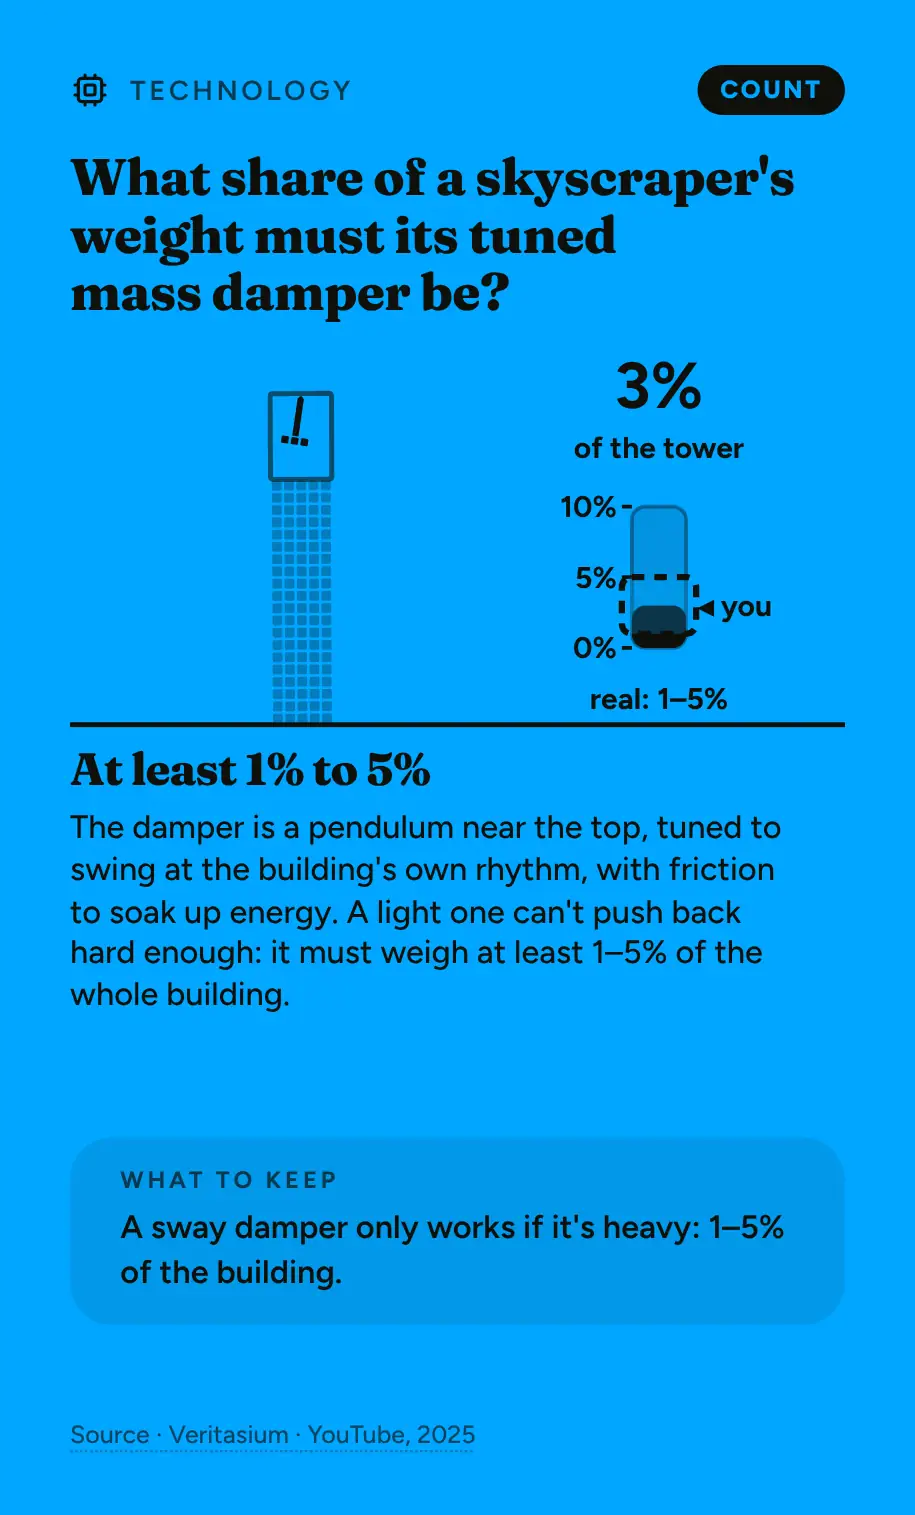 TECHNOLOGY
COUNT
What share of a skyscraper's
weight must its tuned
mass damper be?
3%
of the tower
10%
5%
you
0%
real: 1–5%
At least 1% to 5%
The damper is a pendulum near the top, tuned to
swing at the building's own rhythm, with friction
to soak up energy. A light one can't push back
hard enough: it must weigh at least 1–5% of the
whole building.
WHAT TO KEEP
A sway damper only works if it's heavy: 1–5%
of the building.
Source · Veritasium · YouTube, 2025